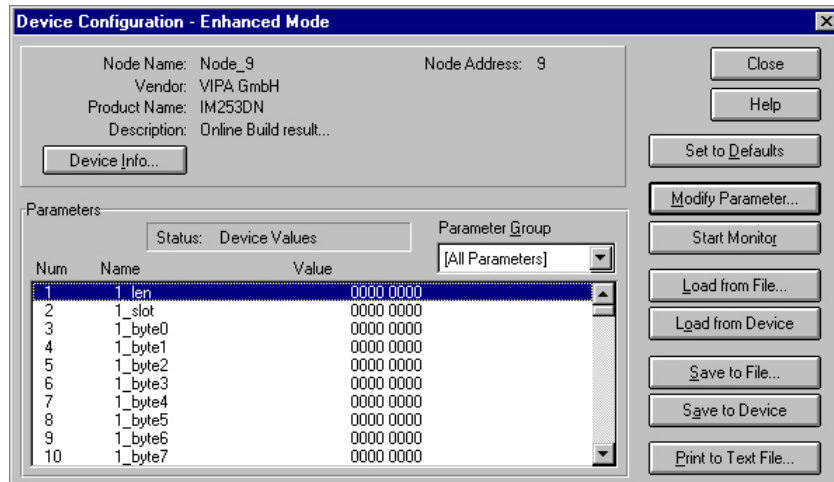 Device Configuration - Enhanced Mode
Node Name: Node_9 Node Address: 9
Vendor: VIPA GmbH
Product Name: IM253DN
Description: Online Build result...
Device Info...
Parameters
Status: Device Values
Parameter Group
[All Parameters]
Num Name Value
1 1_len 0000 0000
2 1_slot 0000 0000
3 1_byte0 0000 0000
4 1_byte1 0000 0000
5 1_byte2 0000 0000
6 1_byte3 0000 0000
7 1_byte4 0000 0000
8 1_byte5 0000 0000
9 1_byte6 0000 0000
10 1_byte7 0000 0000
Close
Help
Set to Defaults
Modify Parameter...
Start Monitor
Load from File...
Load from Device
Save to File...
Save to Device
Print to Text File...